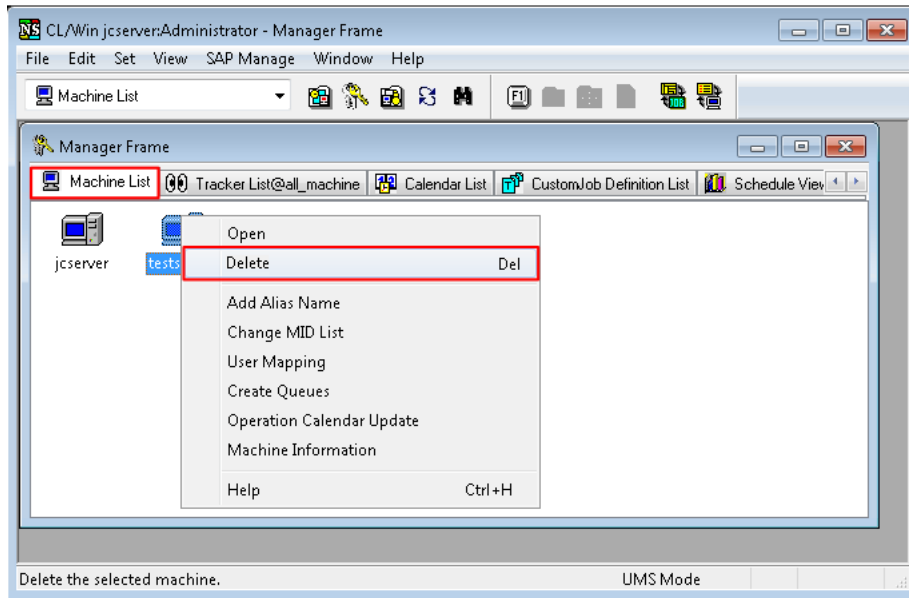 CL/Win jcserver:Administrator - Manager Frame
File Edit Set View SAP Manage Window Help
Machine List
Manager Frame
Machine List Tracker List@all_machine Calendar List CustomJob Definition List Schedule View
jcserver
tests
Open
Delete Del
Add Alias Name
Change MID List
User Mapping
Create Queues
Operation Calendar Update
Machine Information
Help Ctrl+H
Delete the selected machine. UMS Mode